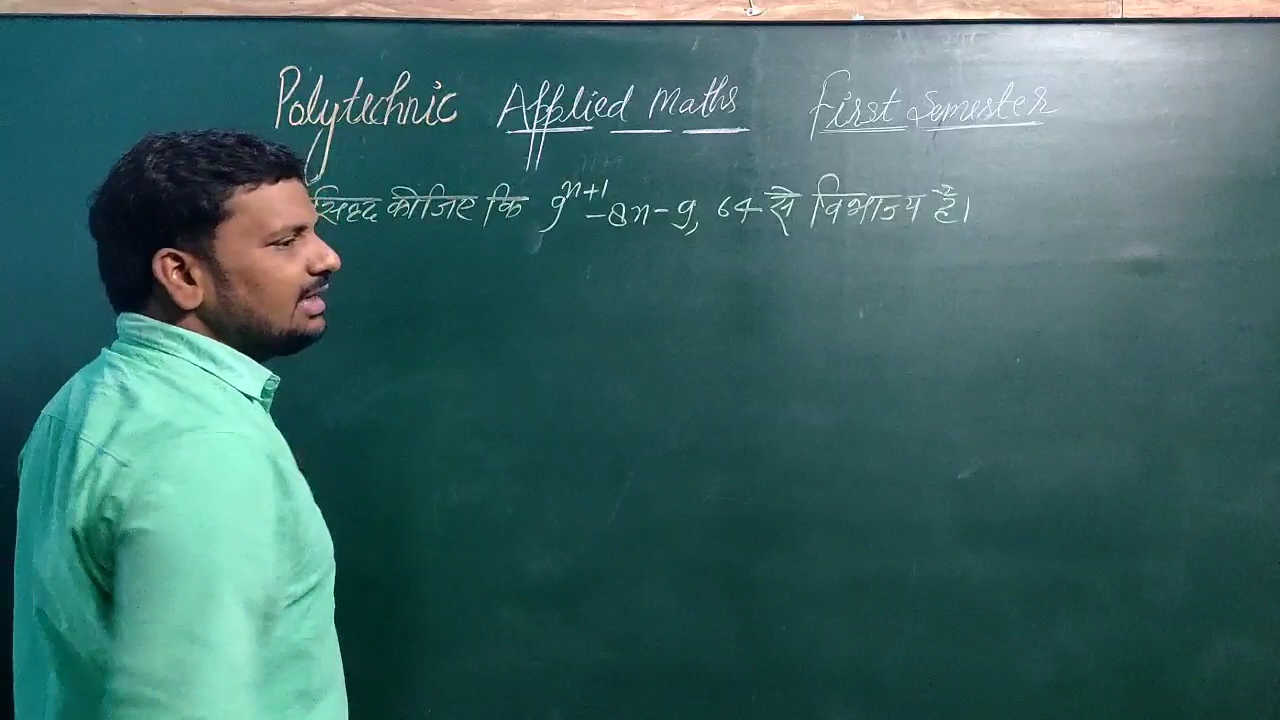 Polytechnic Applied Maths First Semester
सिद्ध कीजिए कि 9^{n+1} - 8n - 9, 64 से विभाज्य है।